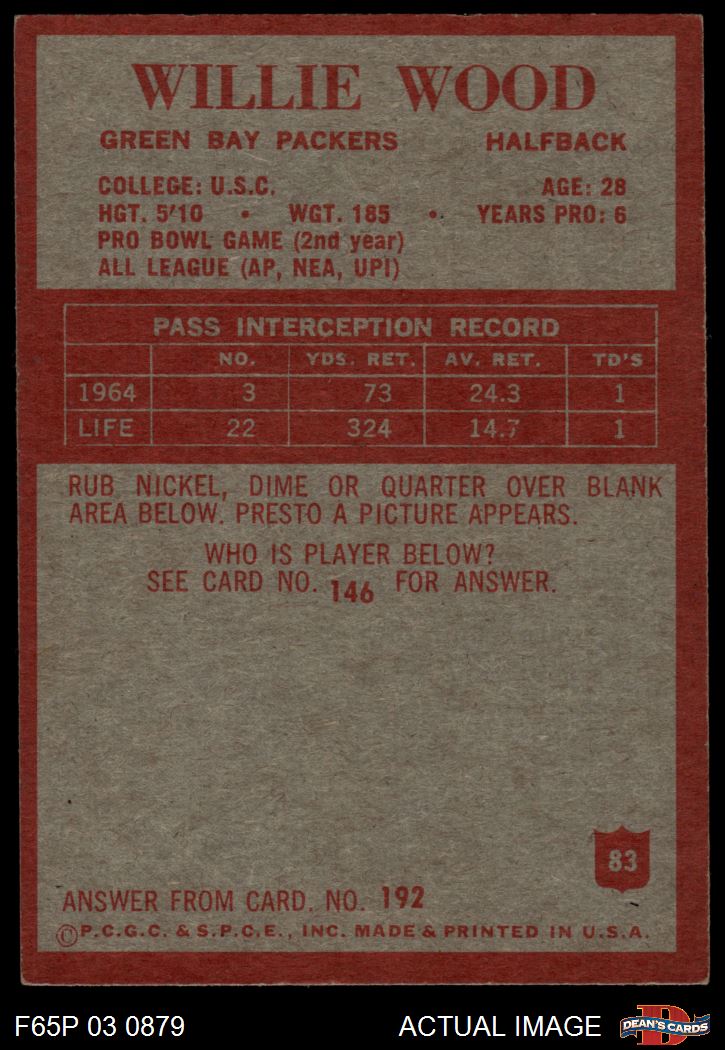 WILLIE WOOD
GREEN BAY PACKERS HALFBACK
COLLEGE: U.S.C. AGE: 28
HGT. 5'10 • WGT. 185 • YEARS PRO: 6
PRO BOWL GAME (2nd year)
ALL LEAGUE (AP, NEA, UPI)
PASS INTERCEPTION RECORD
NO. YDS. RET. AV. RET. TD'S
1964 3 73 24.3 1
LIFE 22 324 14.7 1
RUB NICKEL, DIME OR QUARTER OVER BLANK
AREA BELOW. PRESTO A PICTURE APPEARS.
WHO IS PLAYER BELOW?
SEE CARD NO. 146 FOR ANSWER.
83
ANSWER FROM CARD. NO. 192
©P.C.G.C. & S.P.C.E., INC. MADE & PRINTED IN U.S.A.
F65P 03 0879 ACTUAL IMAGE D DEAN'S CARDS